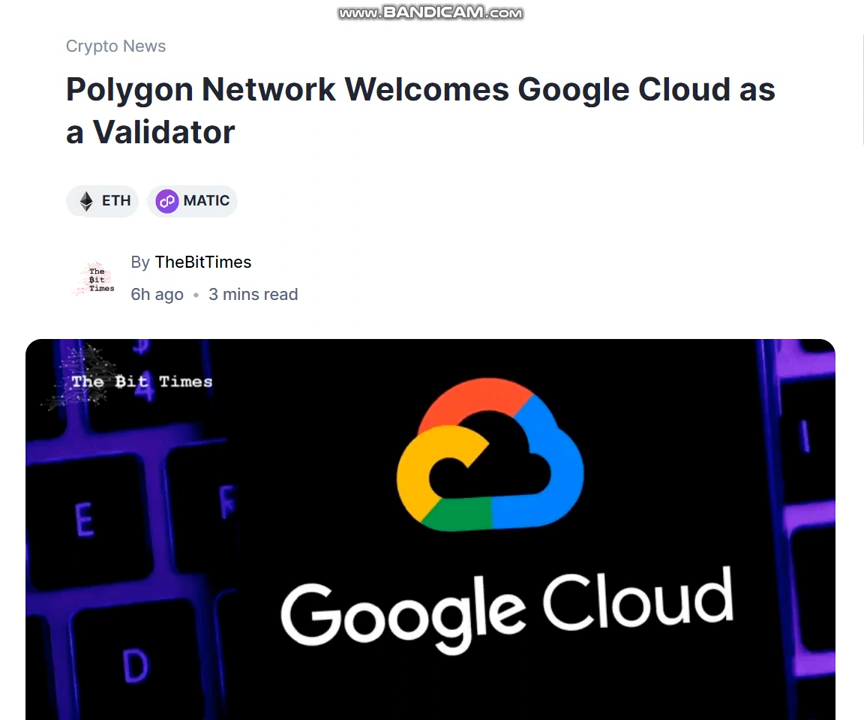 www.BANDICAM.com
Crypto News
Polygon Network Welcomes Google Cloud as
a Validator
ETH MATIC
By TheBitTimes
6h ago • 3 mins read
The
Bit
Times
The Bit Times
$
4
E
R
I
D
Google Cloud